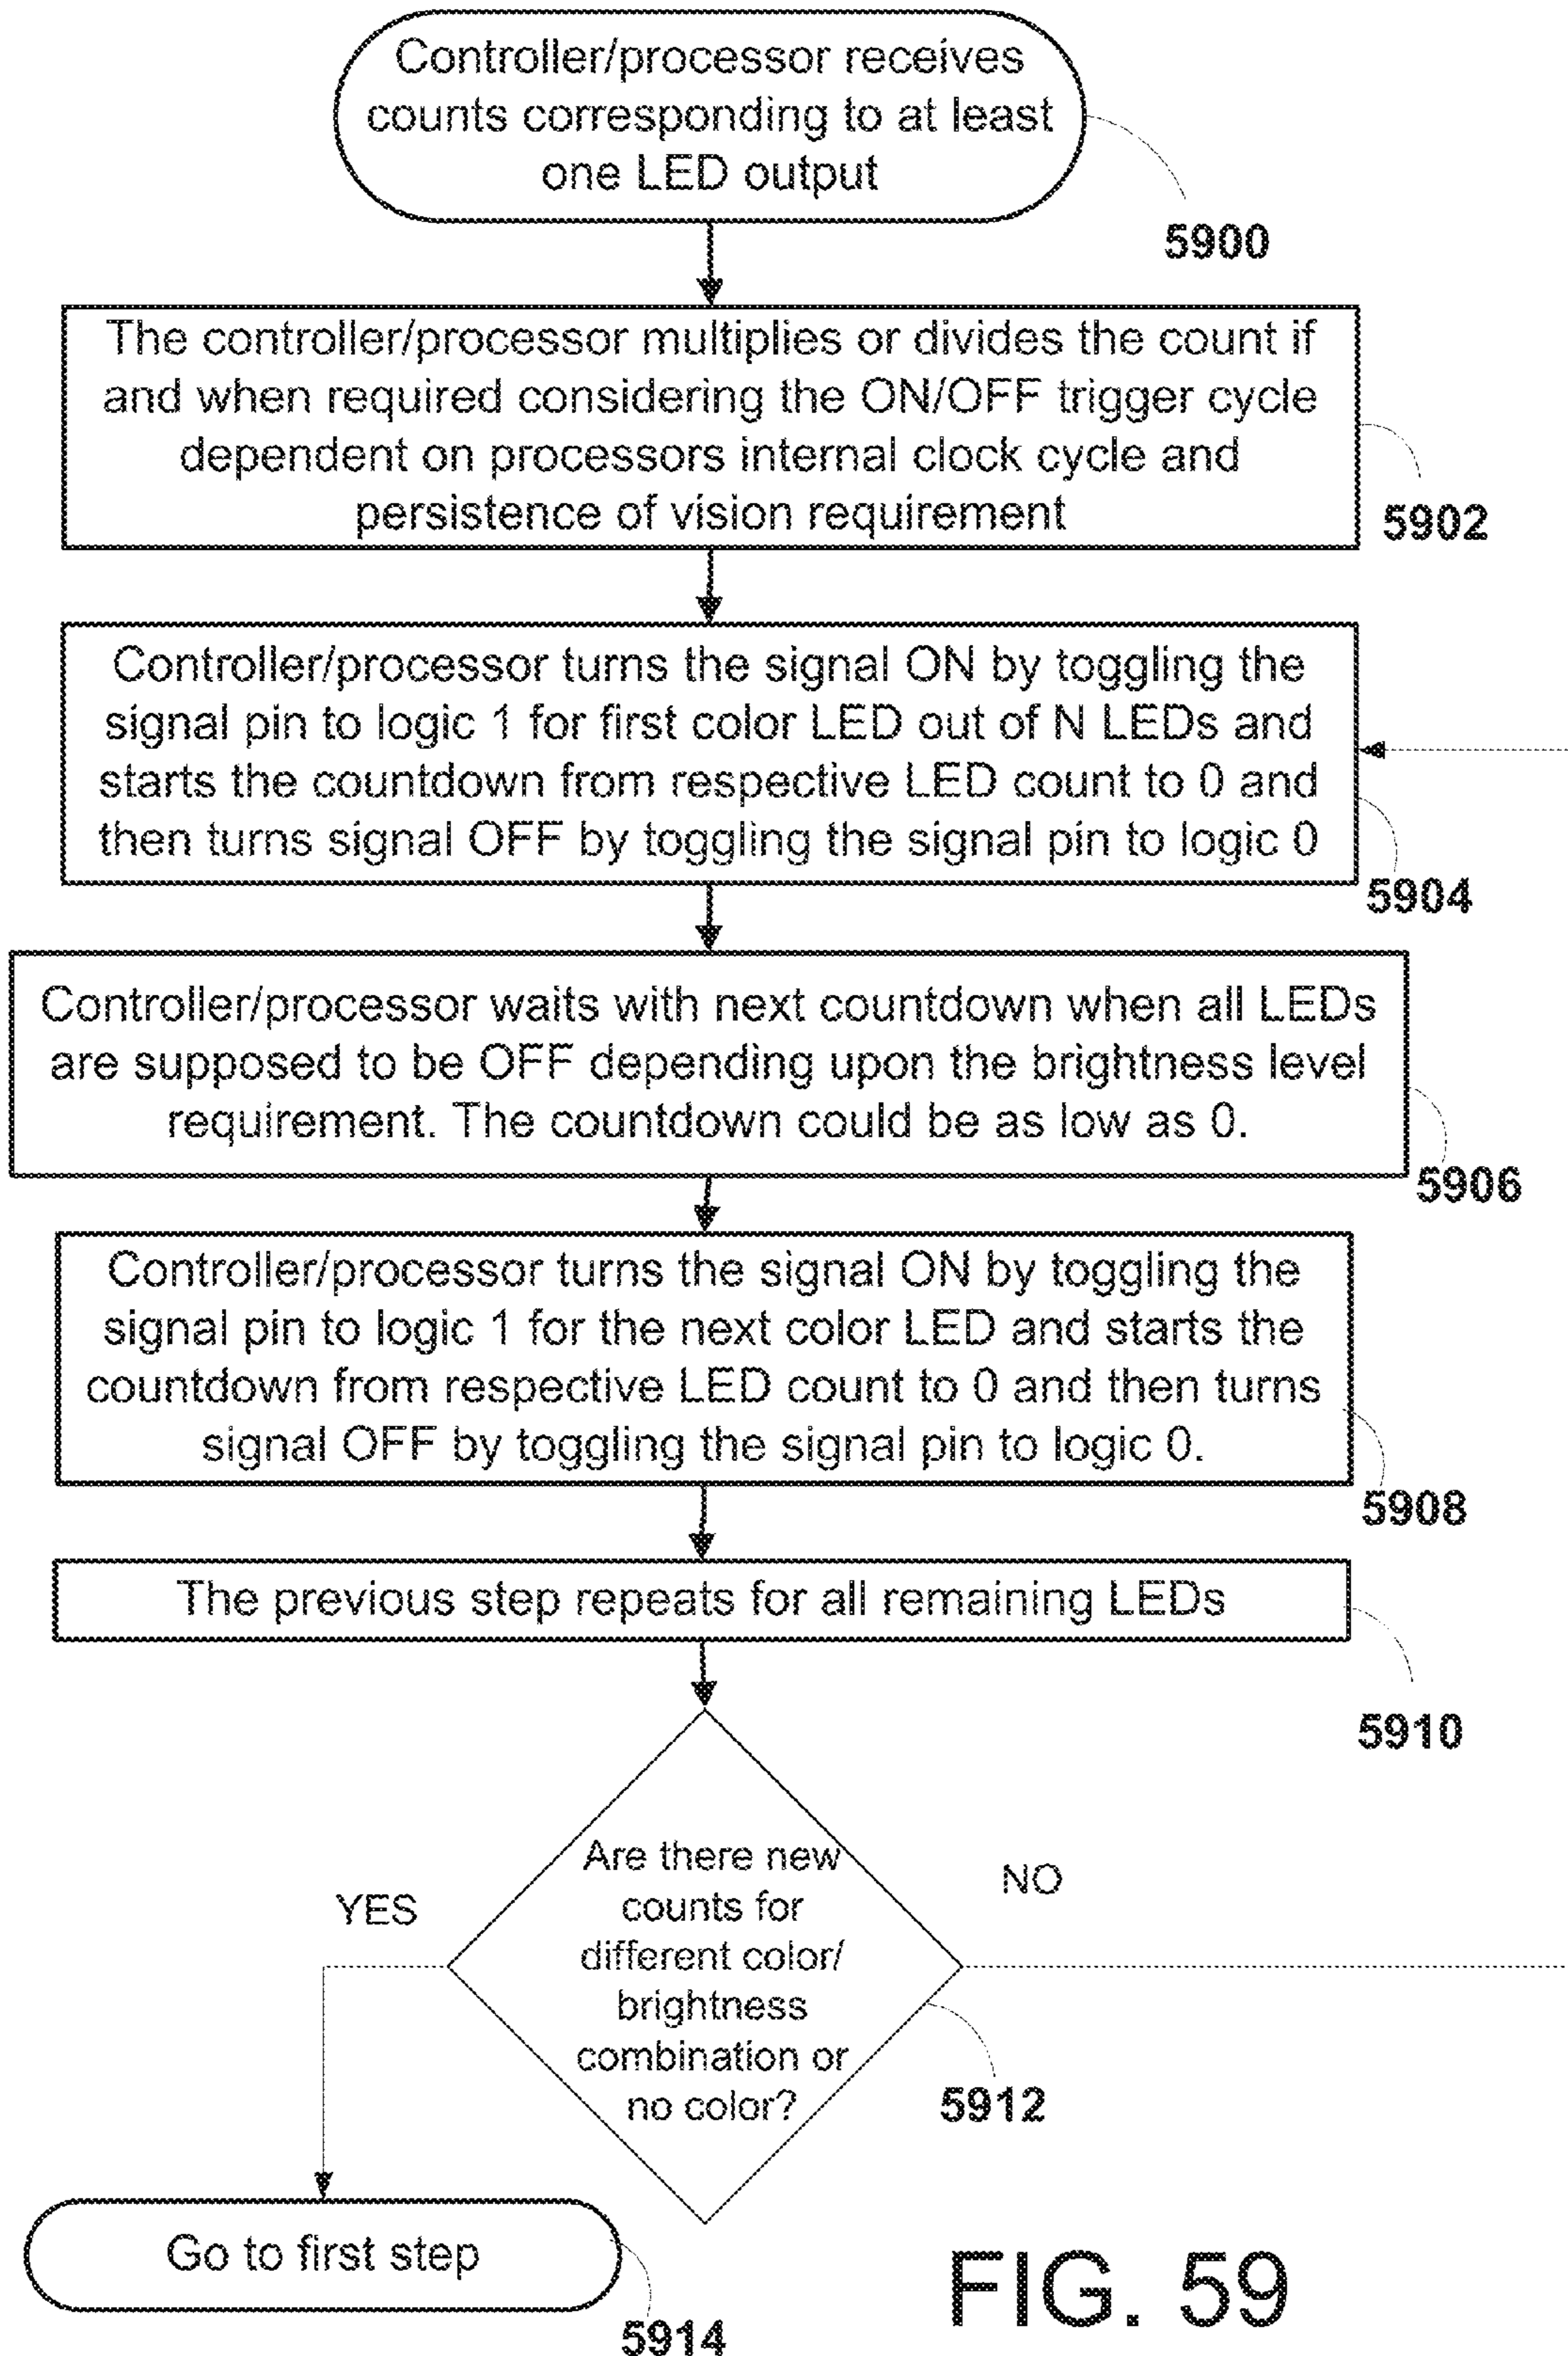 Controller/processor receives
counts corresponding to at least
one LED output
5900
The controller/processor multiplies or divides the count if
and when required considering the ON/OFF trigger cycle
dependent on processors internal clock cycle and
persistence of vision requirement
5902
Controller/processor turns the signal ON by toggling the
signal pin to logic 1 for first color LED out of N LEDs and
starts the countdown from respective LED count to 0 and
then turns signal OFF by toggling the signal pin to logic 0
5904
Controller/processor waits with next countdown when all LEDs
are supposed to be OFF depending upon the brightness level
requirement. The countdown could be as low as 0.
5906
Controller/processor turns the signal ON by toggling the
signal pin to logic 1 for the next color LED and starts the
countdown from respective LED count to 0 and then turns
signal OFF by toggling the signal pin to logic 0.
5908
The previous step repeats for all remaining LEDs
5910
Are there new
counts for
different color/
brightness
combination or
no color?
YES
NO
5912
Go to first step
5914
FIG. 59